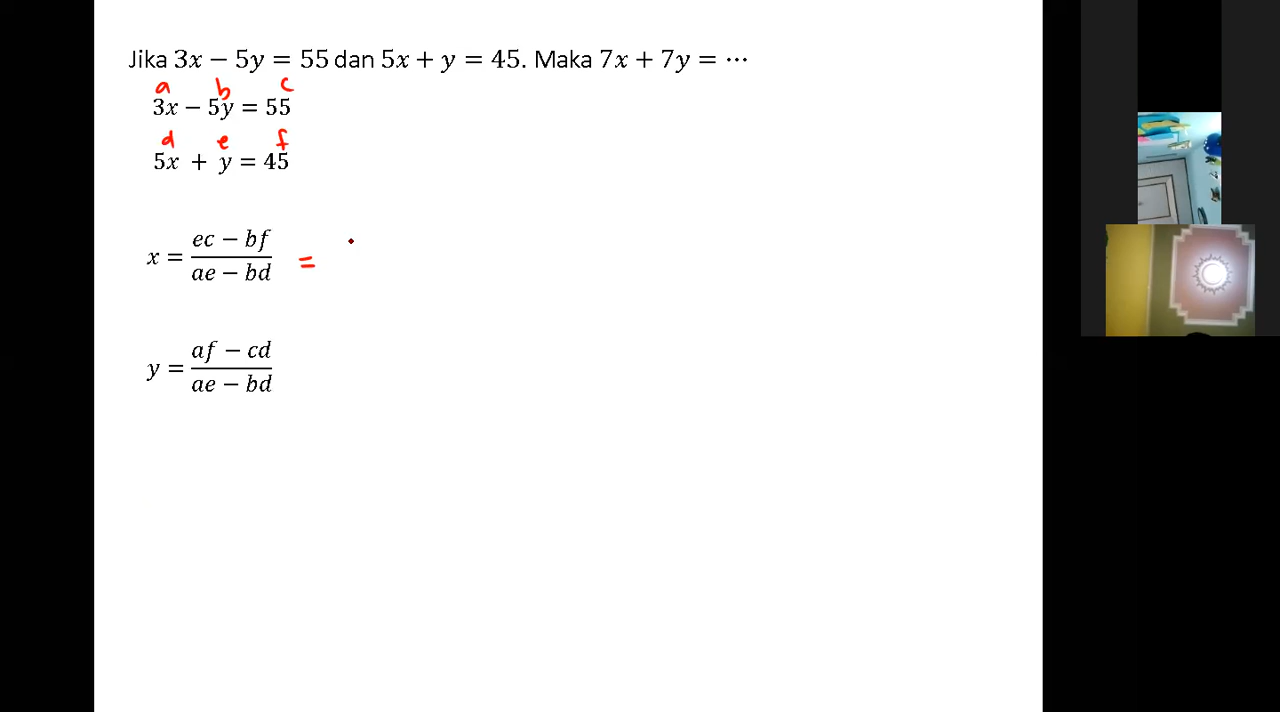 Jika 3x − 5y = 55 dan 5x + y = 45. Maka 7x + 7y = ⋯
a b c
3x − 5y = 55
d e f
5x + y = 45
x = (ec − bf)/(ae − bd) =
y = (af − cd)/(ae − bd)